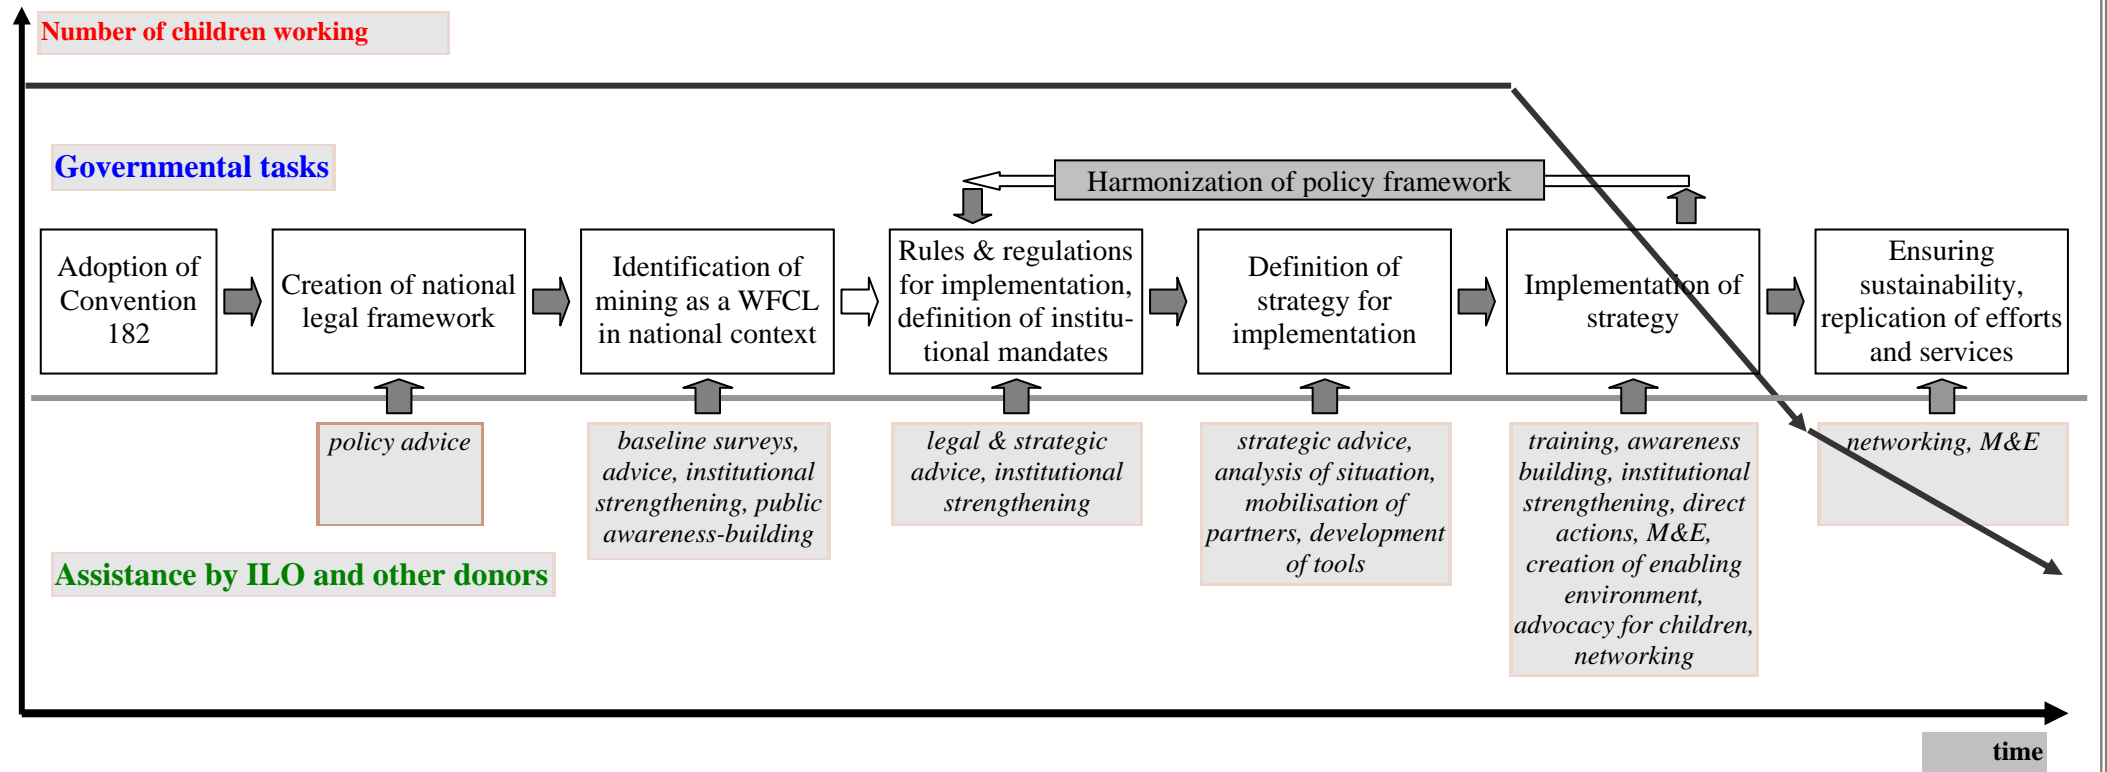 Number of children working
Governmental tasks
Harmonization of policy framework
Adoption of
Convention
182
Creation of national
legal framework
Identification of
mining as a WFCL
in national context
Rules & regulations
for implementation,
definition of institu-
tional mandates
Definition of
strategy for
implementation
Implementation of
strategy
Ensuring
sustainability,
replication of efforts
and services
policy advice
baseline surveys,
advice, institutional
strengthening, public
awareness-building
legal & strategic
advice, institutional
strengthening
strategic advice,
analysis of situation,
mobilisation of
partners, development
of tools
training, awareness
building, institutional
strengthening, direct
actions, M&E,
creation of enabling
environment,
advocacy for children,
networking
networking, M&E
Assistance by ILO and other donors
time